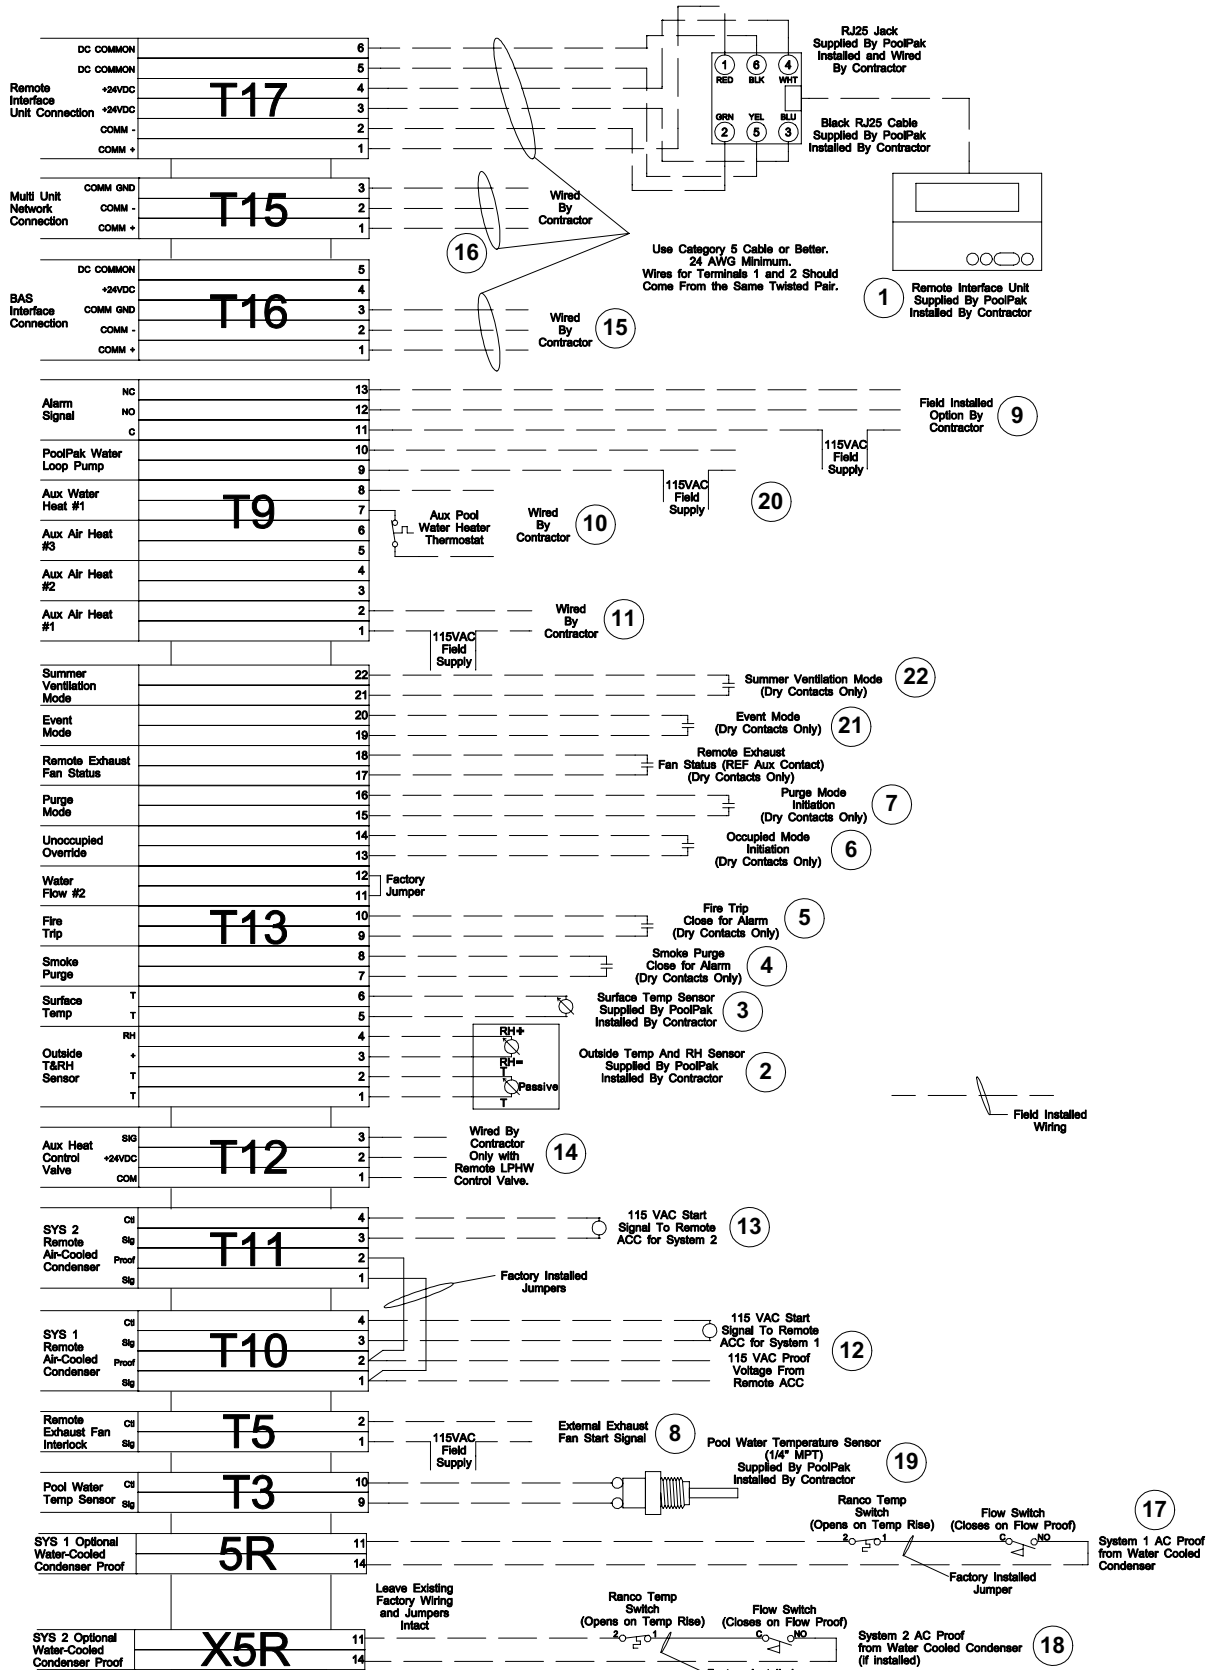 RJ25 Jack
Supplied By PoolPak
Installed and Wired
By Contractor
1 6 4
RED BLK WHT
GRN YEL BLU
2 5 3
Black RJ25 Cable
Supplied By PoolPak
Installed By Contractor
Remote
Interface
Unit Connection
DC COMMON
DC COMMON
+24VDC
+24VDC
COMM -
COMM +
T17
6
5
4
3
2
1
Multi Unit
Network
Connection
COMM GND
COMM -
COMM +
T15
3
2
1
Wired
By
Contractor
16
Use Category 5 Cable or Better.
24 AWG Minimum.
Wires for Terminals 1 and 2 Should
Come From the Same Twisted Pair.
1
Remote Interface Unit
Supplied By PoolPak
Installed By Contractor
BAS
Interface
Connection
DC COMMON
+24VDC
COMM GND
COMM -
COMM +
T16
5
4
3
2
1
Wired
By
Contractor
15
Alarm
Signal
NC
NO
C
13
12
11
115VAC
Field
Supply
Field Installed
Option By
Contractor
9
PoolPak Water
Loop Pump
10
9
115VAC
Field
Supply
20
T9
Aux Water
Heat #1
8
7
Aux Pool
Water Heater
Thermostat
Wired
By
Contractor
10
Aux Air Heat
#3
6
5
Aux Air Heat
#2
4
3
Aux Air Heat
#1
2
1
115VAC
Field
Supply
Wired
By
Contractor
11
Summer
Ventilation
Mode
22
21
Summer Ventilation Mode
(Dry Contacts Only)
22
Event
Mode
20
19
Event Mode
(Dry Contacts Only)
21
Remote Exhaust
Fan Status
18
17
Remote Exhaust
Fan Status (REF Aux Contact)
(Dry Contacts Only)
Purge
Mode
16
15
Purge Mode
Initiation
(Dry Contacts Only)
7
Unoccupied
Override
14
13
Occupied Mode
Initiation
(Dry Contacts Only)
6
Water
Flow #2
12
11
Factory
Jumper
T13
Fire
Trip
10
9
Fire Trip
Close for Alarm
(Dry Contacts Only)
5
Smoke
Purge
8
7
Smoke Purge
Close for Alarm
(Dry Contacts Only)
4
Surface
Temp
T
T
6
5
Surface Temp Sensor
Supplied By PoolPak
Installed By Contractor
3
Outside
T&RH
Sensor
RH
+
T
T
4
3
2
1
RH+
RH-
T
Passive
T
Outside Temp And RH Sensor
Supplied By PoolPak
Installed By Contractor
2
Field Installed
Wiring
Aux Heat
Control
Valve
SIG
+24VDC
COM
T12
3
2
1
Wired By
Contractor
Only with
Remote LPHW
Control Valve.
14
SYS 2
Remote
Air-Cooled
Condenser
Ctl
Sig
Proof
Sig
T11
4
3
2
1
115 VAC Start
Signal To Remote
ACC for System 2
13
Factory Installed
Jumpers
SYS 1
Remote
Air-Cooled
Condenser
Ctl
Sig
Proof
Sig
T10
4
3
2
1
115 VAC Start
Signal To Remote
ACC for System 1
115 VAC Proof
Voltage From
Remote ACC
12
Remote
Exhaust Fan
Interlock
Ctl
Sig
T5
2
1
115VAC
Field
Supply
External Exhaust
Fan Start Signal
8
Pool Water
Temp Sensor
Ctl
Sig
T3
10
9
Pool Water Temperature Sensor
(1/4" MPT)
Supplied By PoolPak
Installed By Contractor
19
SYS 1 Optional
Water-Cooled
Condenser Proof
5R
11
14
Ranco Temp
Switch
(Opens on Temp Rise)
2 1
Flow Switch
(Closes on Flow Proof)
C NO
Factory Installed
Jumper
17
System 1 AC Proof
from Water Cooled
Condenser
Leave Existing
Factory Wiring
and Jumpers
Intact
SYS 2 Optional
Water-Cooled
Condenser Proof
X5R
11
14
Ranco Temp
Switch
(Opens on Temp Rise)
2 1
Flow Switch
(Closes on Flow Proof)
C NO
System 2 AC Proof
from Water Cooled Condenser
(if installed)
18